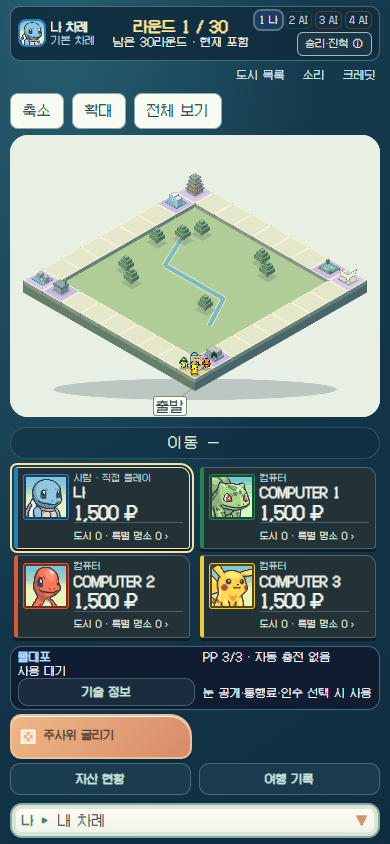 나 차례
기본 차례
라운드 1 / 30
남은 30라운드 · 현재 포함
1 나 2 AI 3 AI 4 AI
승리·진척 ⓘ
도시 목록 소리 크레딧
축소 확대 전체 보기
출발
이동 —
사람 · 직접 플레이
나
1,500 ₽
도시 0 · 특별 명소 0 ›
컴퓨터
COMPUTER 1
1,500 ₽
도시 0 · 특별 명소 0 ›
컴퓨터
COMPUTER 2
1,500 ₽
도시 0 · 특별 명소 0 ›
컴퓨터
COMPUTER 3
1,500 ₽
도시 0 · 특별 명소 0 ›
물대포
사용 대기
PP 3/3 · 자동 충전 없음
기술 정보
눈 공개·통행료·인수 선택 시 사용
주사위 굴리기
자산 현황 여행 기록
나 ▸ 내 차례 ▼